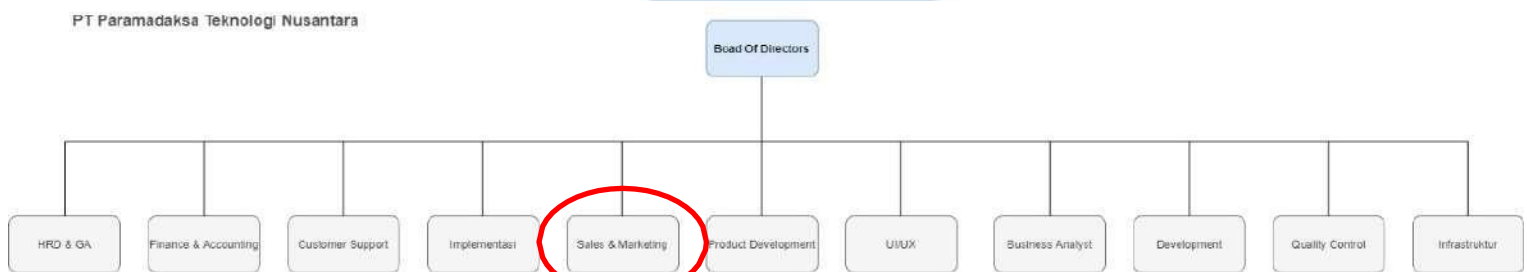 PT Paramadaksa Teknologi Nusantara
Boad Of Directors
HRD & GA
Finance & Accounting
Customer Support
Implementasi
Sales & Marketing
Product Development
UI/UX
Business Analyst
Development
Quality Control
Infrastruktur